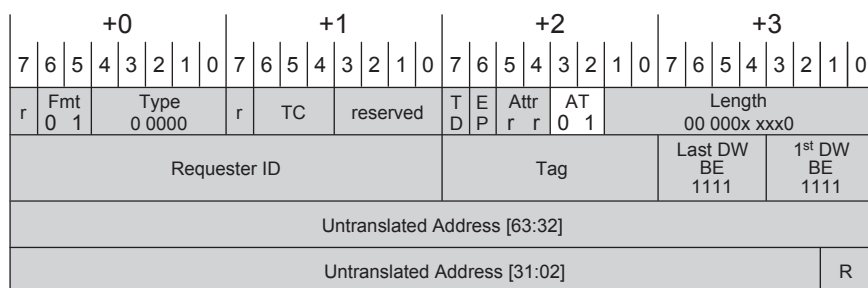 +0 +1 +2 +3
7 6 5 4 3 2 1 0 7 6 5 4 3 2 1 0 7 6 5 4 3 2 1 0 7 6 5 4 3 2 1 0
r Fmt Type r TC reserved T E Attr AT Length
0 1 0 0000 D P r r 0 1 00 000x xxx0
Requester ID Tag Last DW 1st DW
BE BE
1111 1111
Untranslated Address [63:32]
Untranslated Address [31:02] R